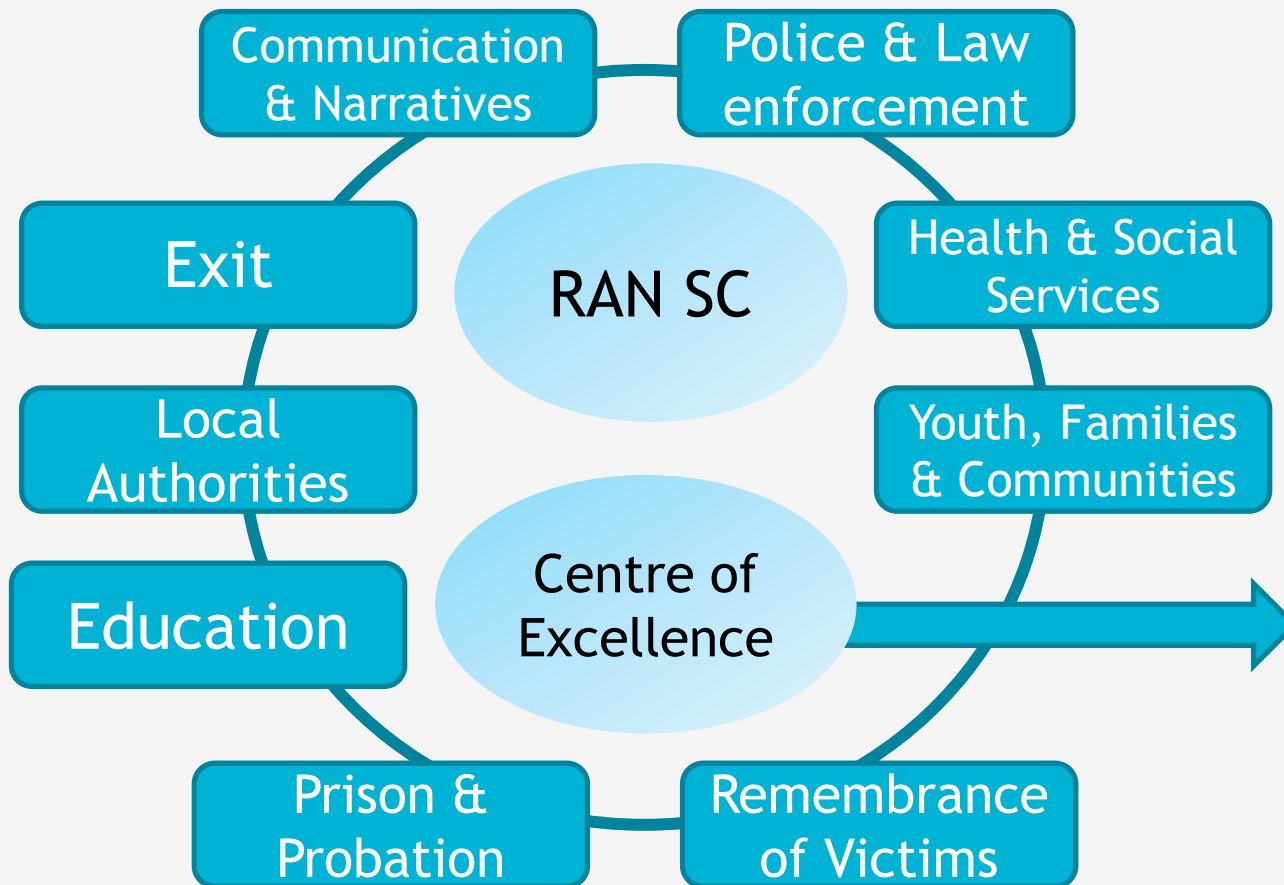 Communication
& Narratives
Police & Law
enforcement
Exit
RAN SC
Health & Social
Services
Local
Authorities
Youth, Families
& Communities
Education
Centre of
Excellence
Prison &
Probation
Remembrance
of Victims